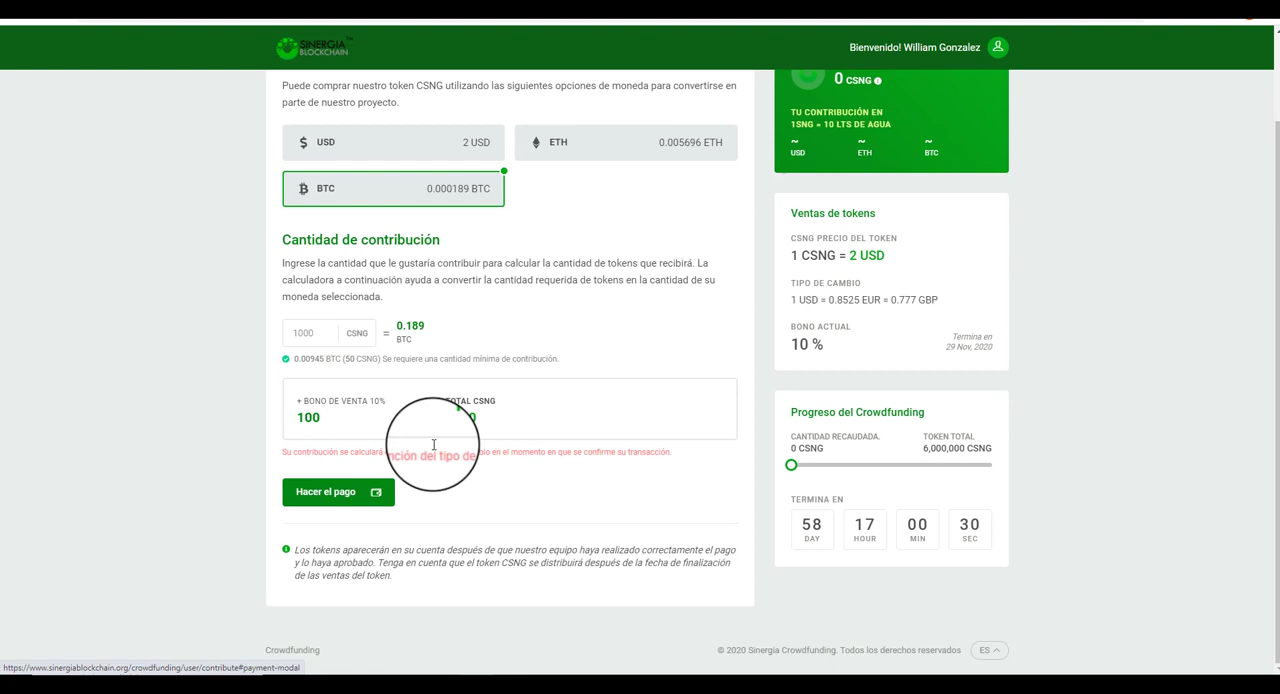 SINERGIA™
BLOCKCHAIN
Bienvenido! William Gonzalez
Puede comprar nuestro token CSNG utilizando las siguientes opciones de moneda para convertirse en
parte de nuestro proyecto.
USD 2 USD
ETH 0.005696 ETH
BTC 0.000189 BTC
Cantidad de contribución
Ingrese la cantidad que le gustaría contribuir para calcular la cantidad de tokens que recibirá. La
calculadora a continuación ayuda a convertir la cantidad requerida de tokens en la cantidad de su
moneda seleccionada.
1000 CSNG = 0.189
BTC
0.00945 BTC (50 CSNG) Se requiere una cantidad mínima de contribución.
+ BONO DE VENTA 10%
100
TOTAL CSNG
Su contribución se calculará nción del tipo de bio en el momento en que se confirme su transacción.
Hacer el pago
Los tokens aparecerán en su cuenta después de que nuestro equipo haya realizado correctamente el pago
y lo haya aprobado. Tenga en cuenta que el token CSNG se distribuirá después de la fecha de finalización
de las ventas del token.
0 CSNG
TU CONTRIBUCIÓN EN
1SNG = 10 LTS DE AGUA
~ ~ ~
USD ETH BTC
Ventas de tokens
CSNG PRECIO DEL TOKEN
1 CSNG = 2 USD
TIPO DE CAMBIO
1 USD = 0.8525 EUR = 0.777 GBP
BONO ACTUAL
10 %
Termina en
29 Nov, 2020
Progreso del Crowdfunding
CANTIDAD RECAUDADA.
0 CSNG
TOKEN TOTAL
6,000,000 CSNG
TERMINA EN
58 17 00 30
DAY HOUR MIN SEC
Crowdfunding
© 2020 Sinergia Crowdfunding. Todos los derechos reservados
ES
https://www.sinergiablockchain.org/crowdfunding/user/contribute#payment-modal